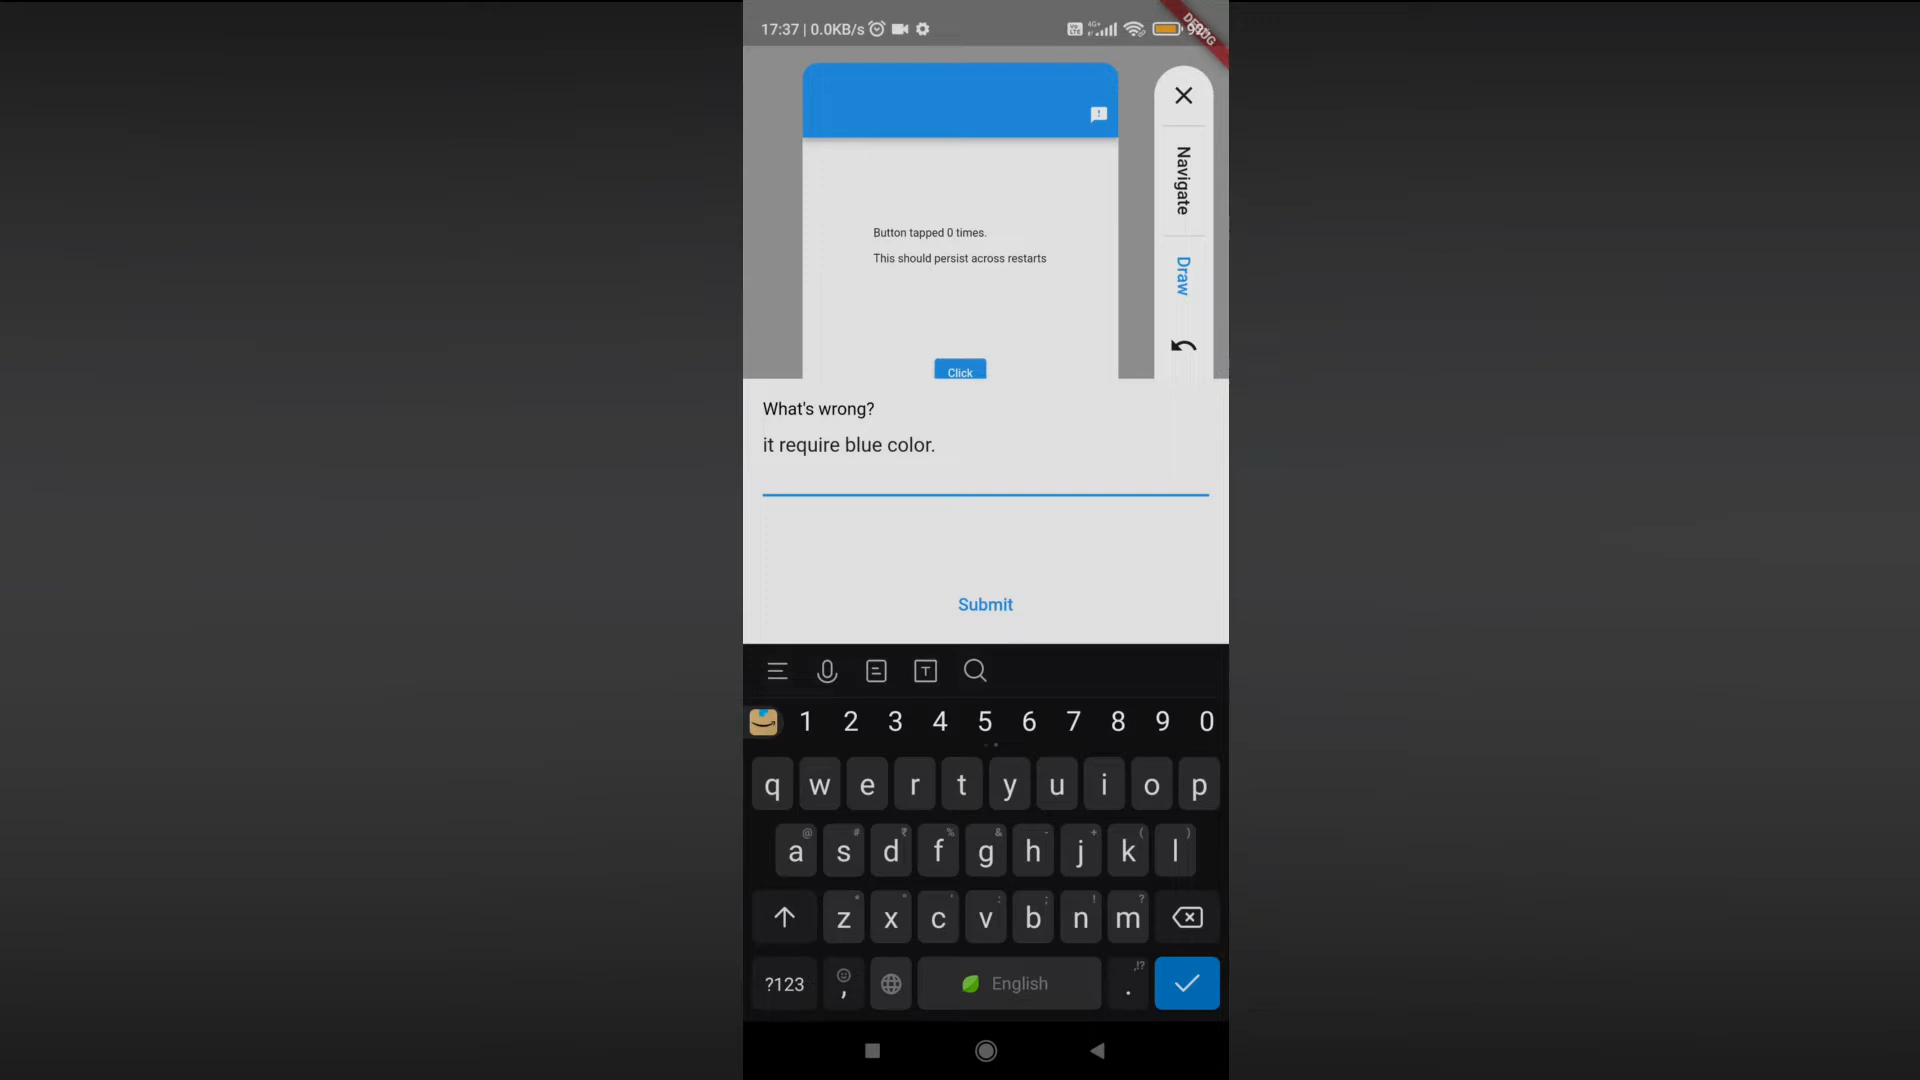 17:37 | 0.0KB/s
4G+
DEBUG
Navigate
Button tapped 0 times.
This should persist across restarts
Draw
Click
What's wrong?
it require blue color.
Submit
T
1 2 3 4 5 6 7 8 9 0
q w e r t y u i o p
@ # ₹ % & - + ( )
a s d f g h j k l
* " ' : ; ! ?
z x c v b n m
,!?
?123 , English .